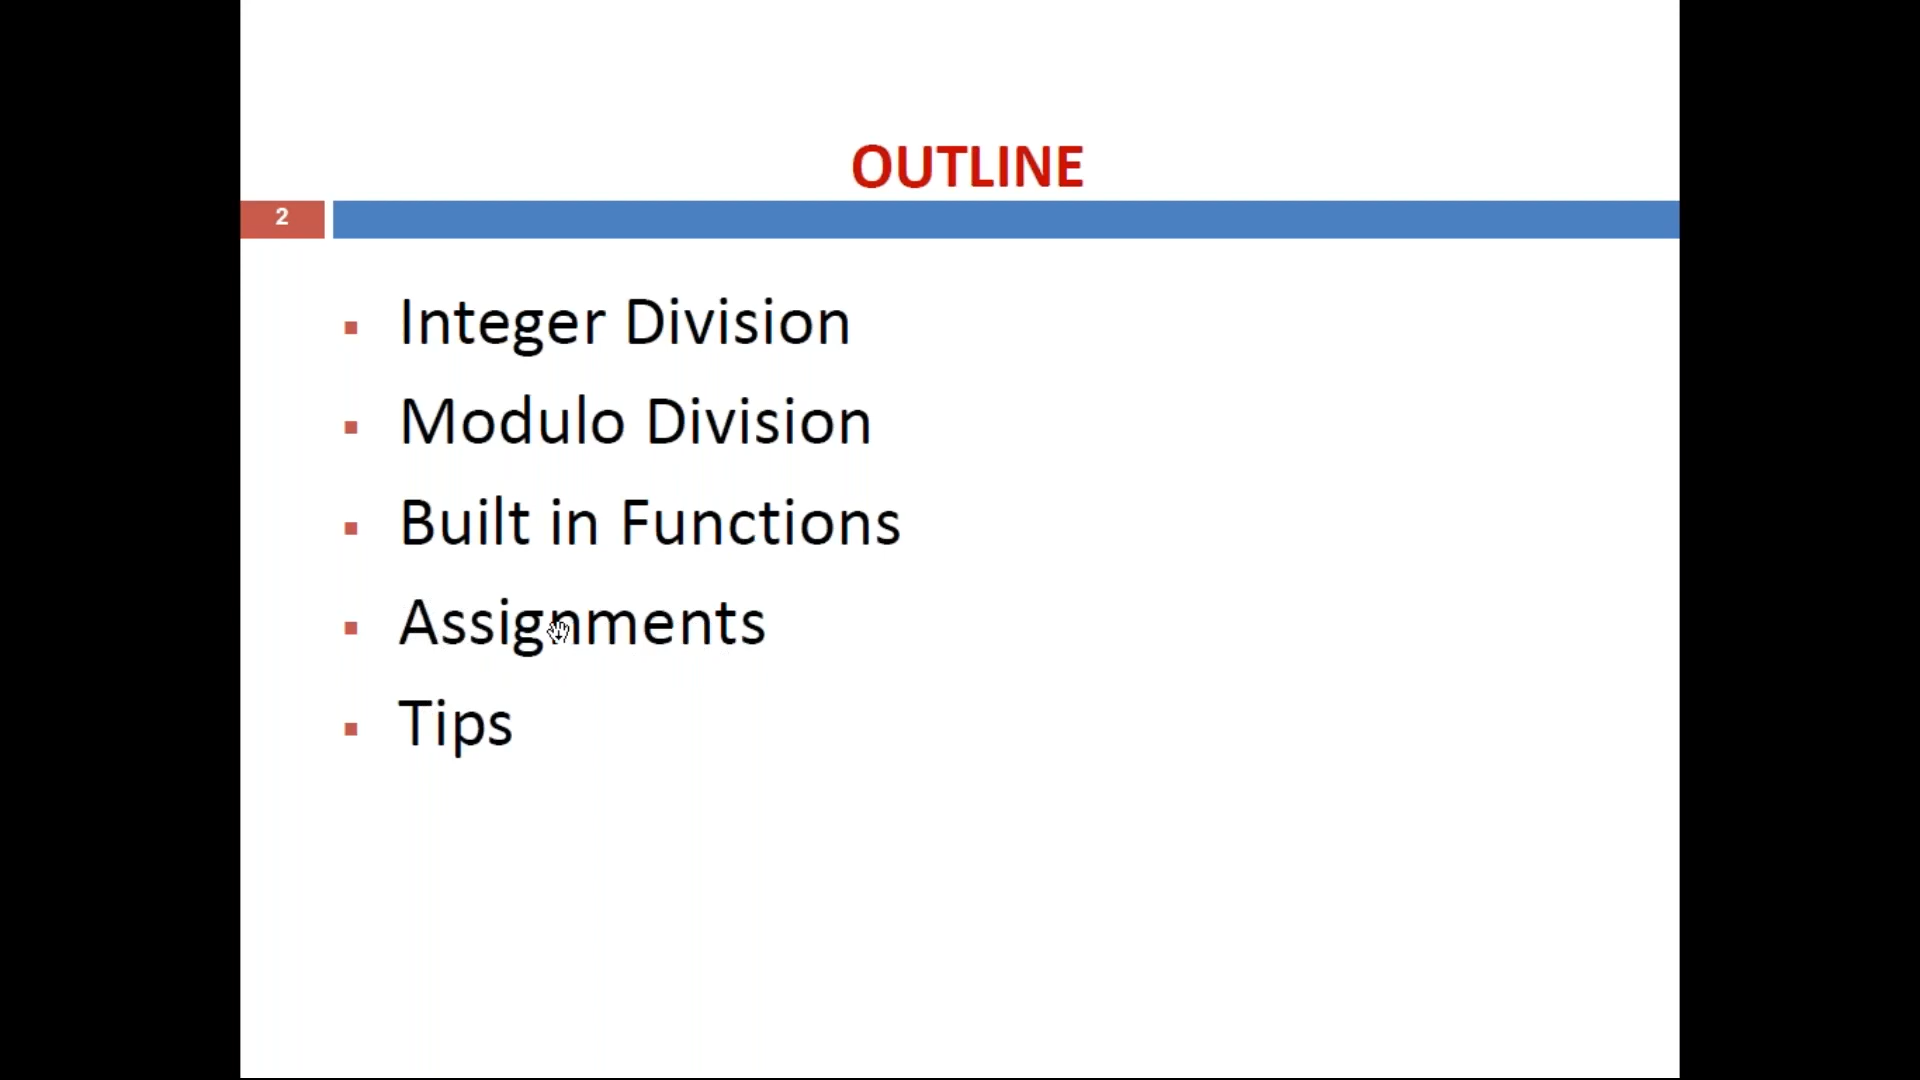 OUTLINE
2
Integer Division
Modulo Division
Built in Functions
Assignments
Tips